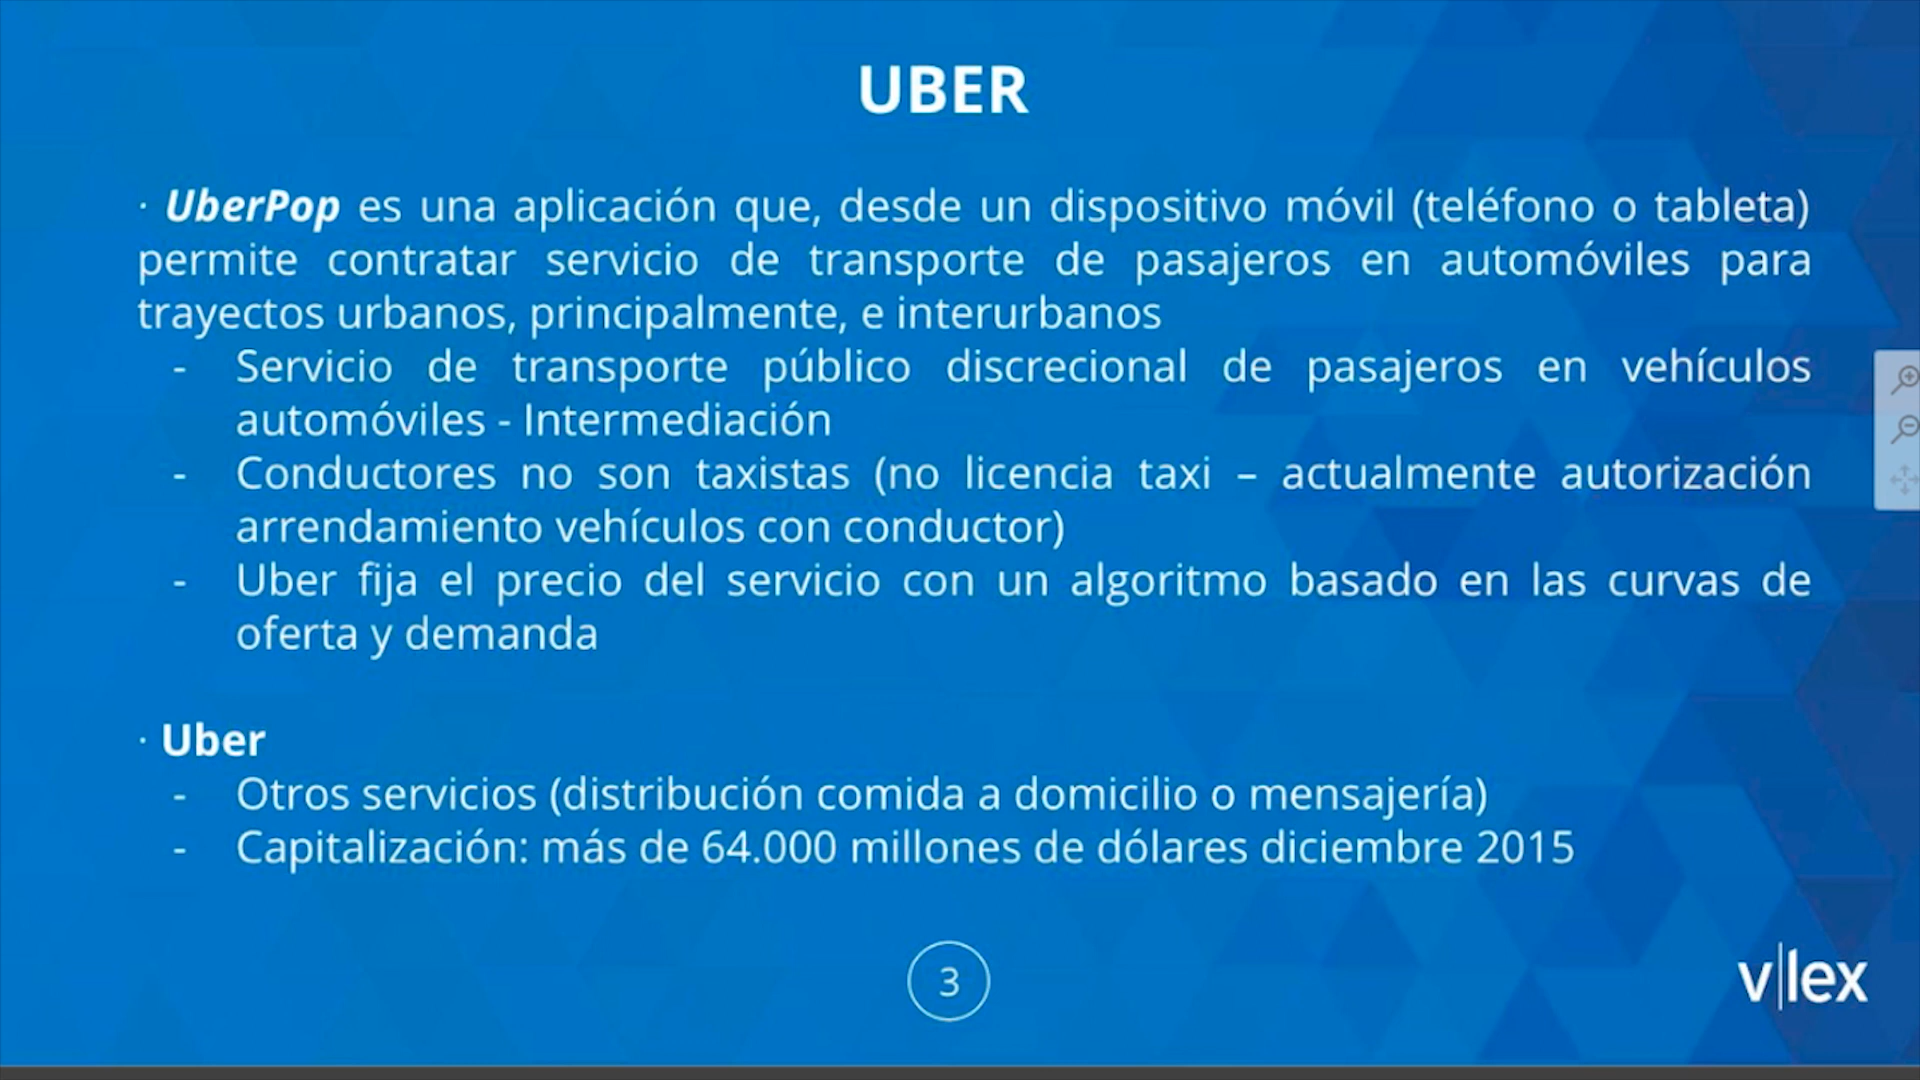 UBER
· UberPop es una aplicación que, desde un dispositivo móvil (teléfono o tableta)
permite contratar servicio de transporte de pasajeros en automóviles para
trayectos urbanos, principalmente, e interurbanos
- Servicio de transporte público discrecional de pasajeros en vehículos
automóviles - Intermediación
- Conductores no son taxistas (no licencia taxi – actualmente autorización
arrendamiento vehículos con conductor)
- Uber fija el precio del servicio con un algoritmo basado en las curvas de
oferta y demanda
· Uber
- Otros servicios (distribución comida a domicilio o mensajería)
- Capitalización: más de 64.000 millones de dólares diciembre 2015
3
v|lex